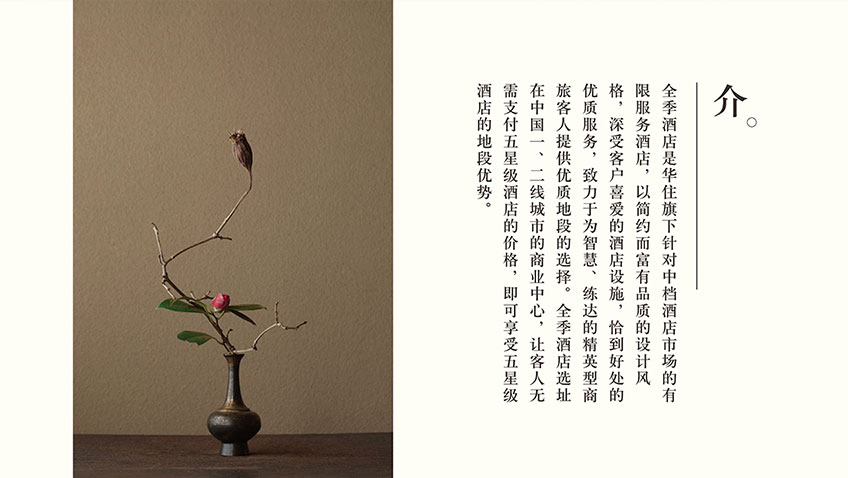 介。
全季酒店是华住旗下针对中档酒店市场的有
限服务酒店，以简约而富有品质的设计风
格，深受客户喜爱的酒店设施，恰到好处的
优质服务，致力于为智慧、练达的精英型商
旅客人提供优质地段的选择。全季酒店选址
在中国一、二线城市的商业中心，让客人无
需支付五星级酒店的价格，即可享受五星级
酒店的地段优势。